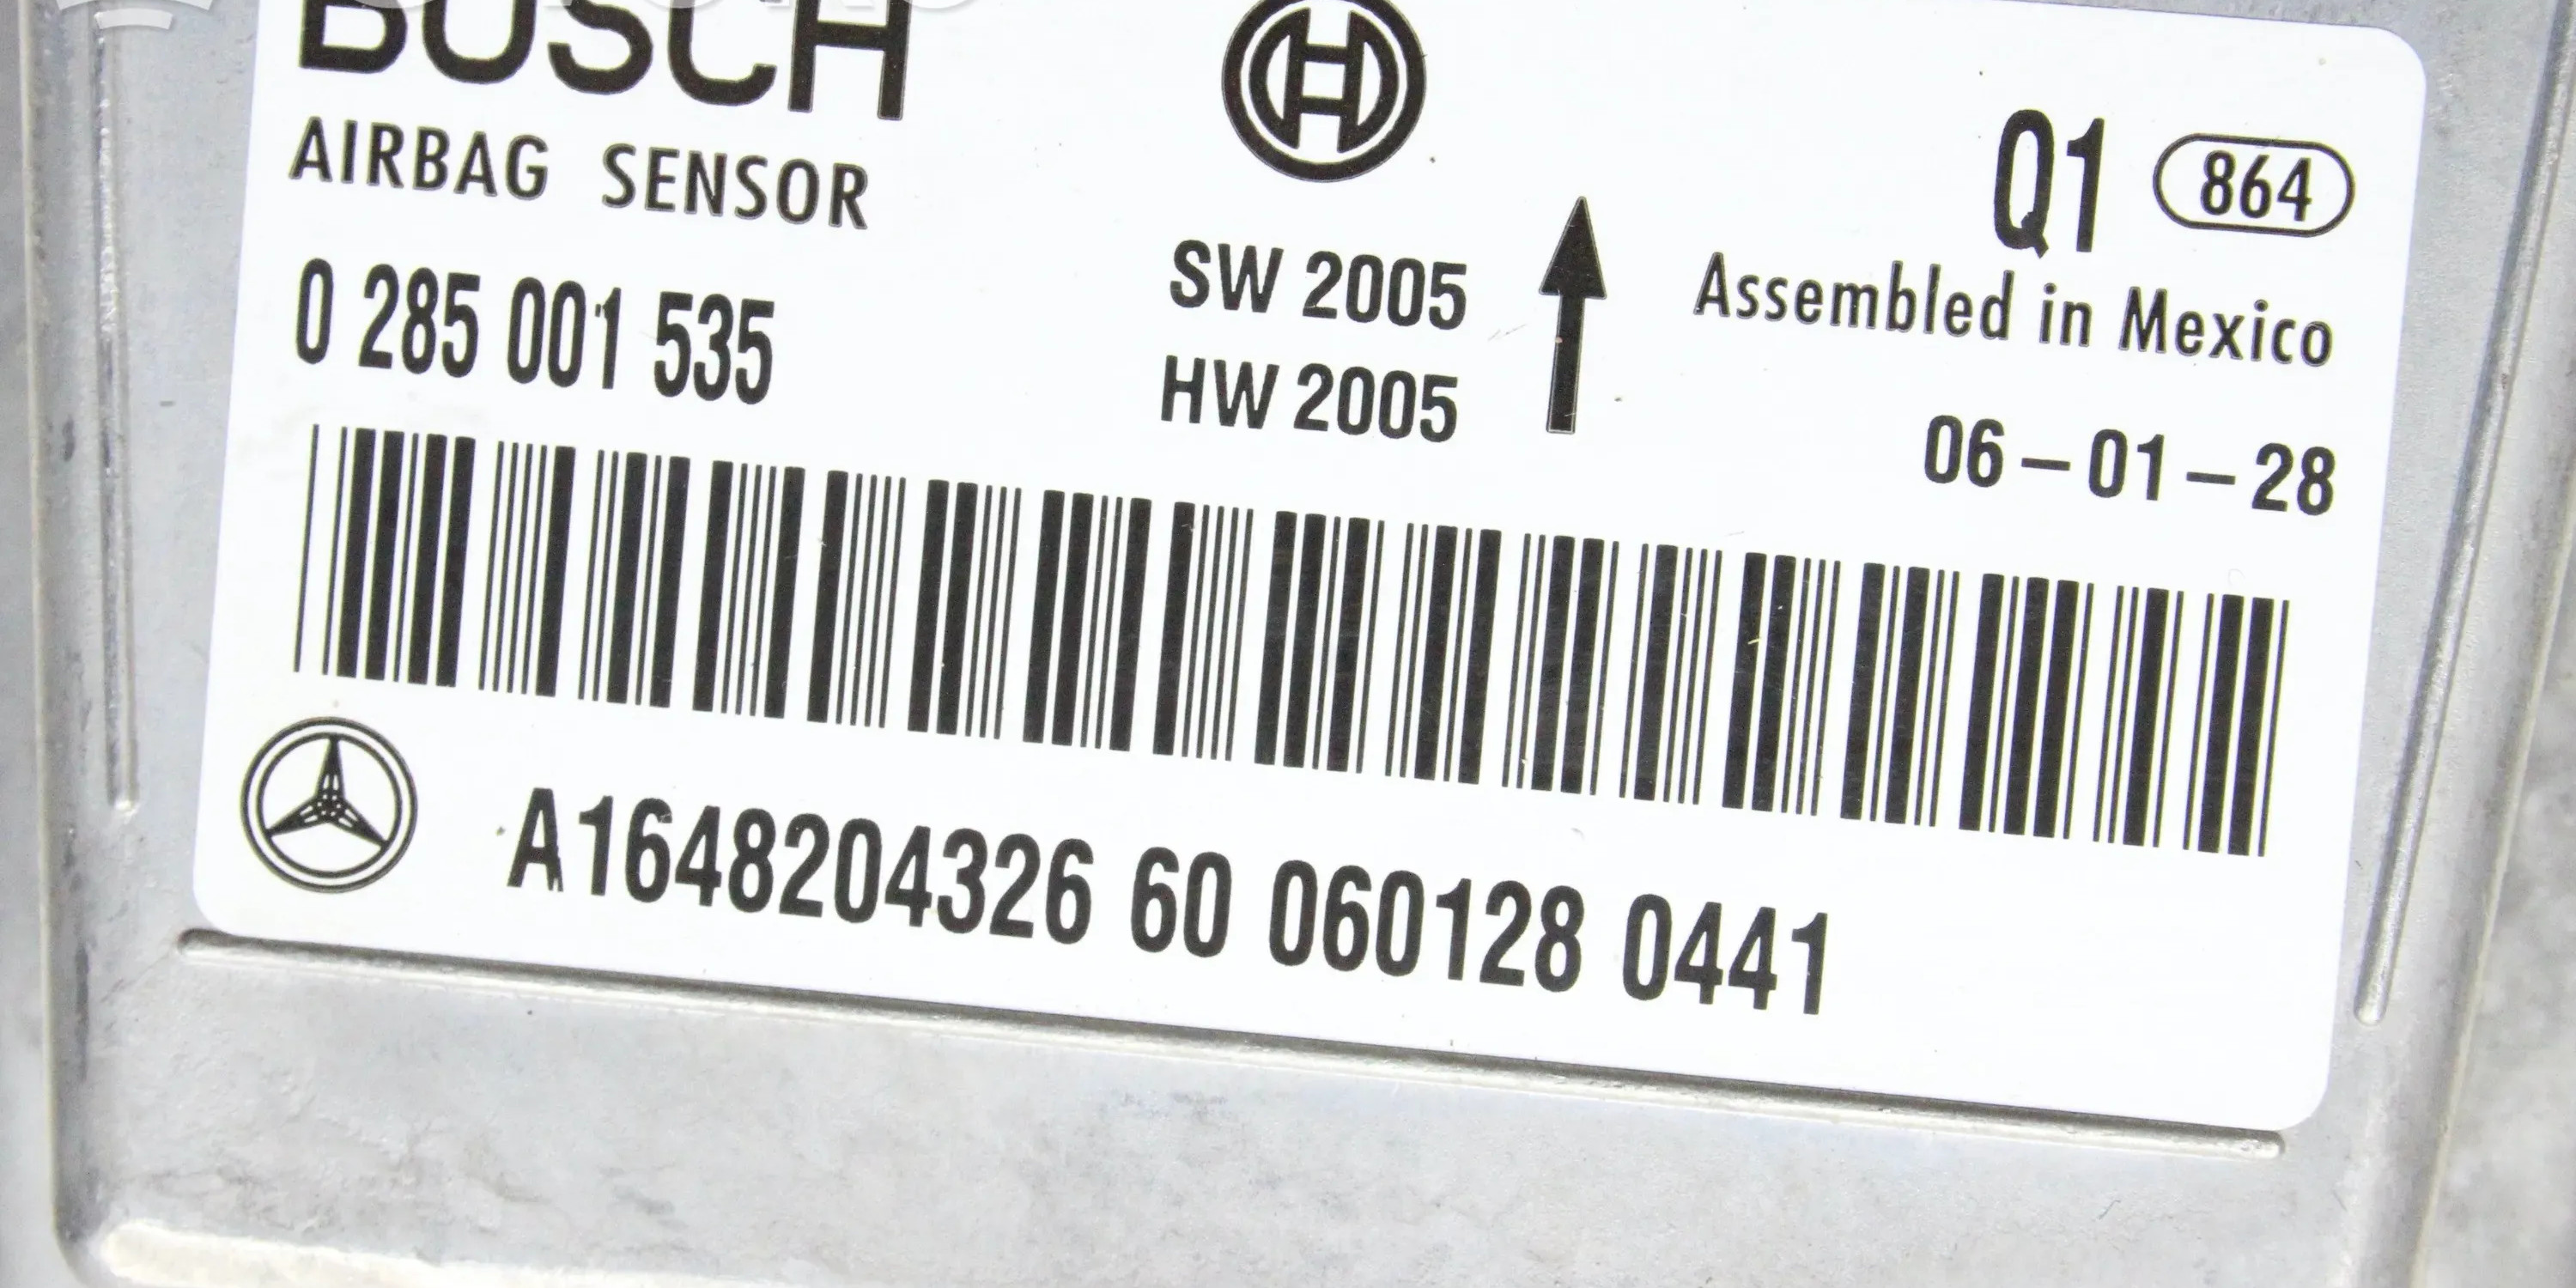 BOSCH
AIRBAG SENSOR
0 285 001 535
SW 2005
HW 2005
Q1 864
Assembled in Mexico
06-01-28
A1648204326 60 060128 0441